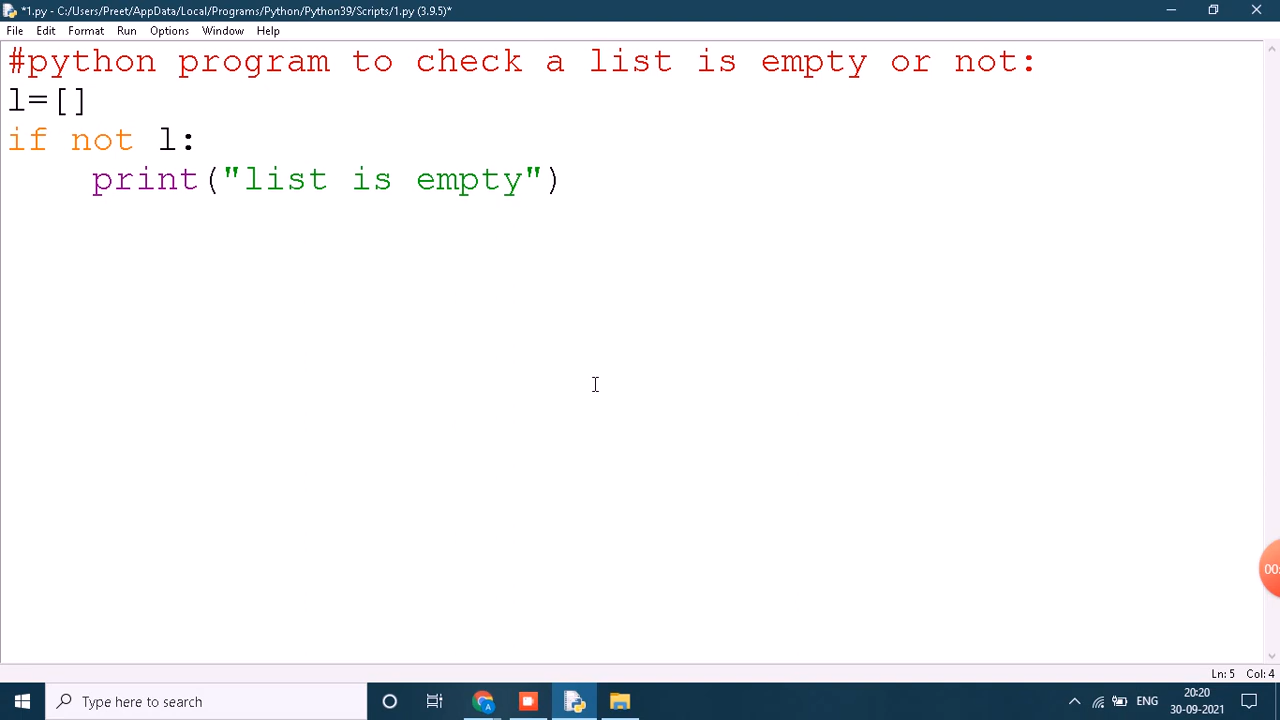 *1.py - C:/Users/Preet/AppData/Local/Programs/Python/Python39/Scripts/1.py (3.9.5)*
File Edit Format Run Options Window Help
#python program to check a list is empty or not:
l=[]
if not l:
    print("list is empty")
00:
Ln: 5 Col: 4
Type here to search
ENG
20:20
30-09-2021